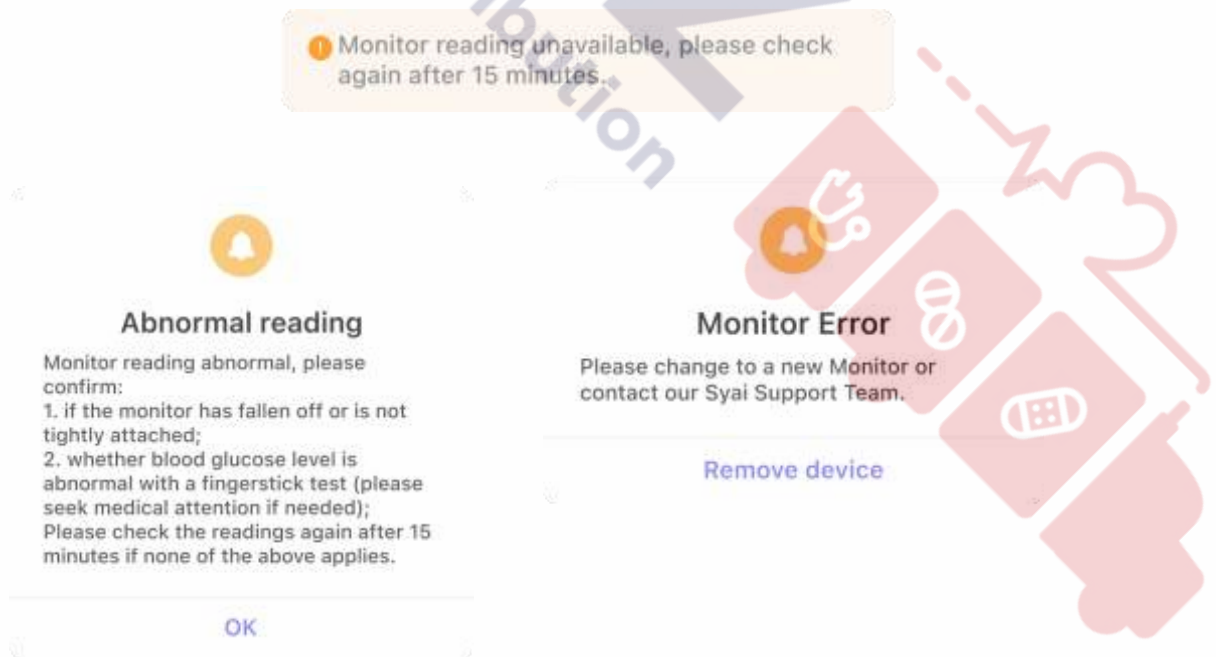 Monitor reading unavailable, please check
again after 15 minutes.
Abnormal reading
Monitor reading abnormal, please
confirm:
1. if the monitor has fallen off or is not
tightly attached;
2. whether blood glucose level is
abnormal with a fingerstick test (please
seek medical attention if needed);
Please check the readings again after 15
minutes if none of the above applies.
OK
Monitor Error
Please change to a new Monitor or
contact our Syai Support Team.
Remove device